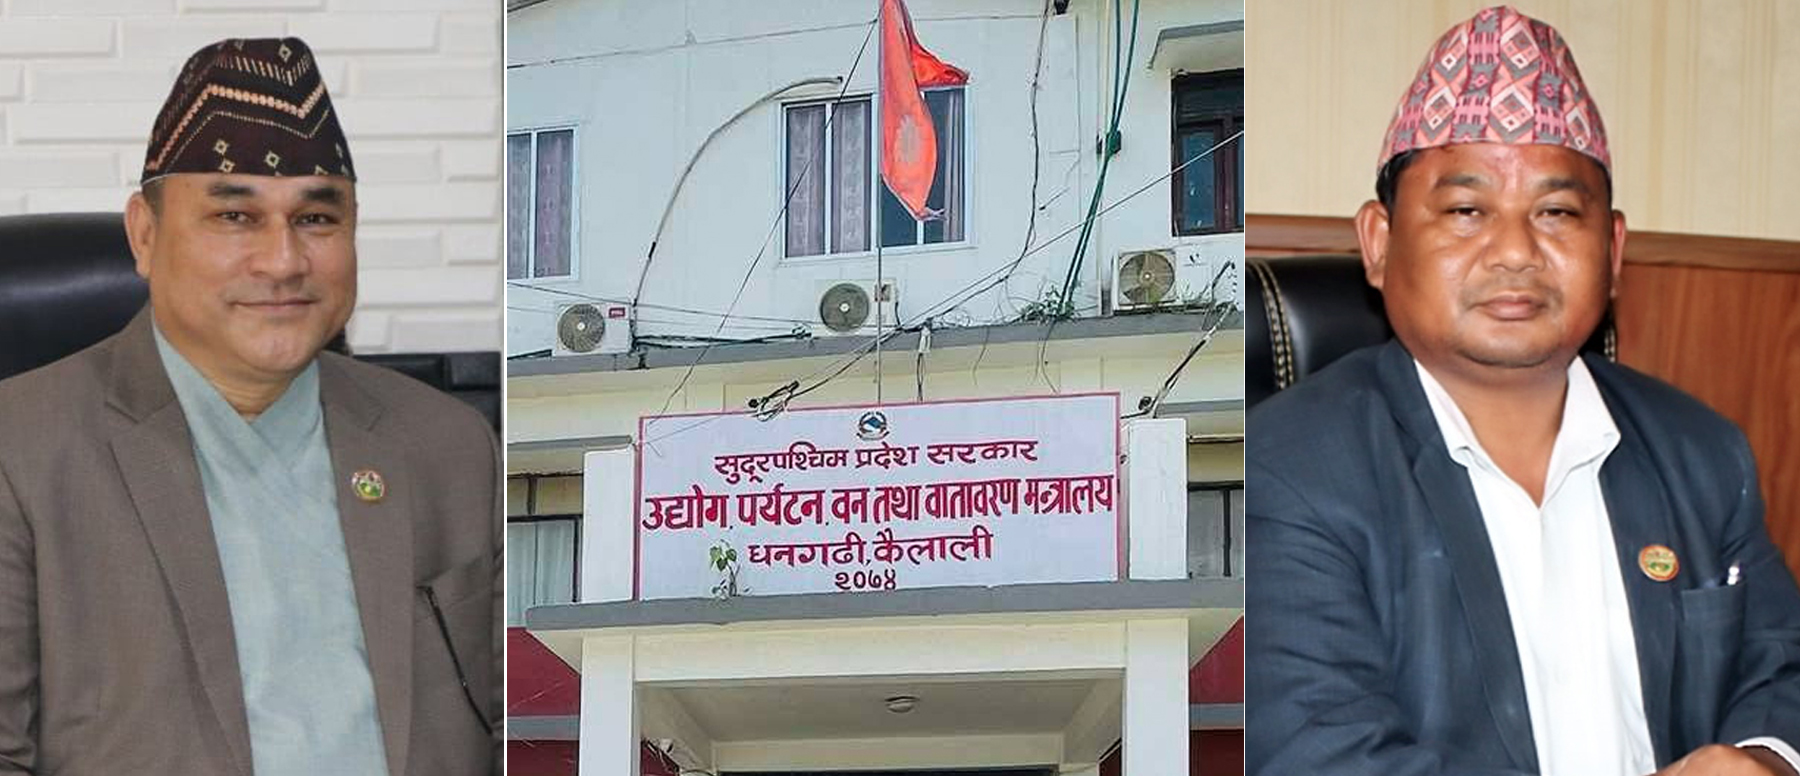 सुदूरपश्चिम प्रदेश सरकार
उद्योग, पर्यटन, वन तथा वातावरण मन्त्रालय
धनगढी, कैलाली
२०७४